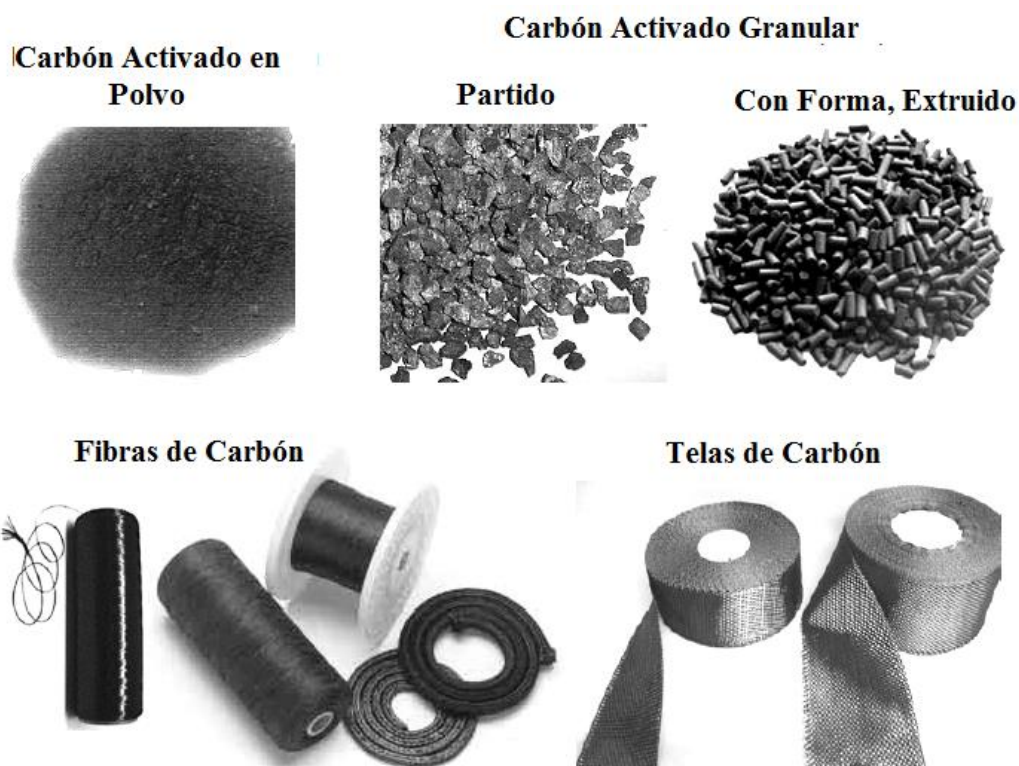 Carbón Activado Granular
Carbón Activado en
Polvo
Partido
Con Forma, Extruido
Fibras de Carbón
Telas de Carbón